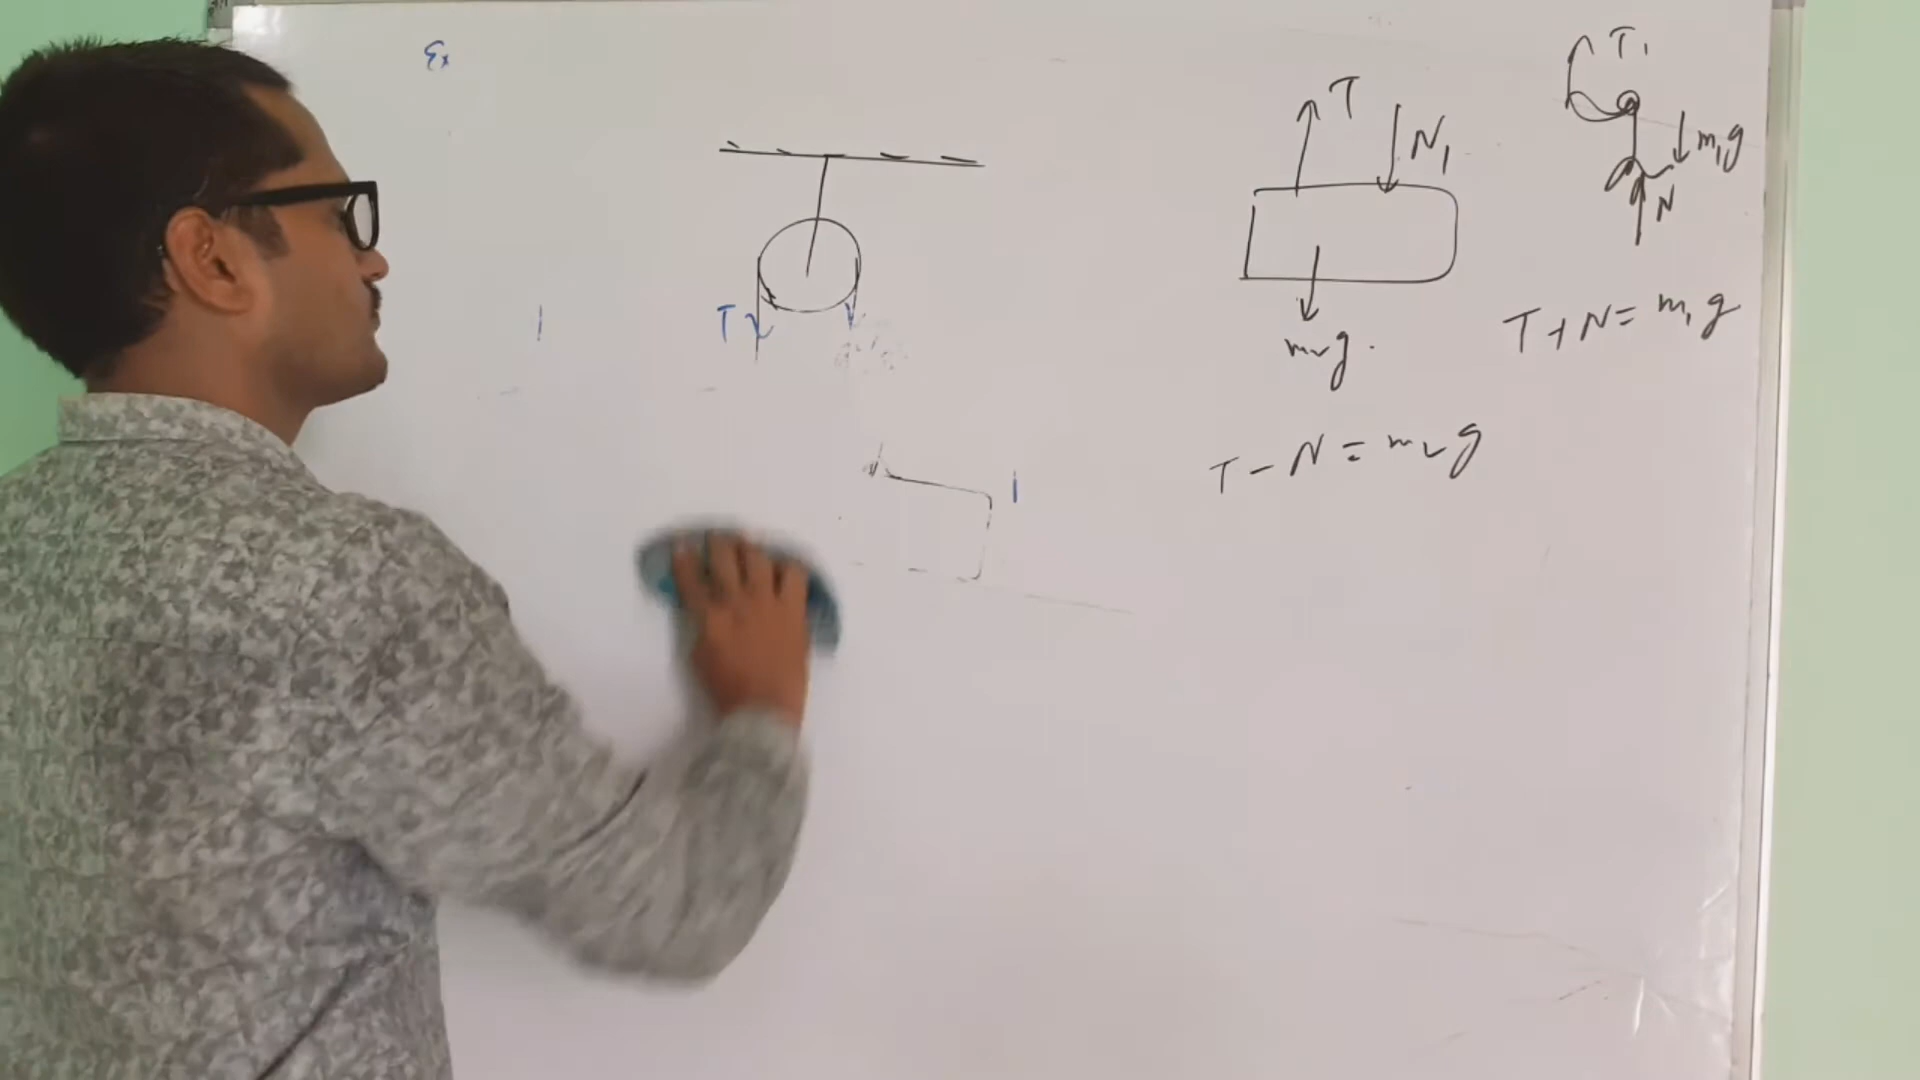 Ex
T
T
N1
m2g
T1
m1g
N
T + N = m1g
T - N = m2g